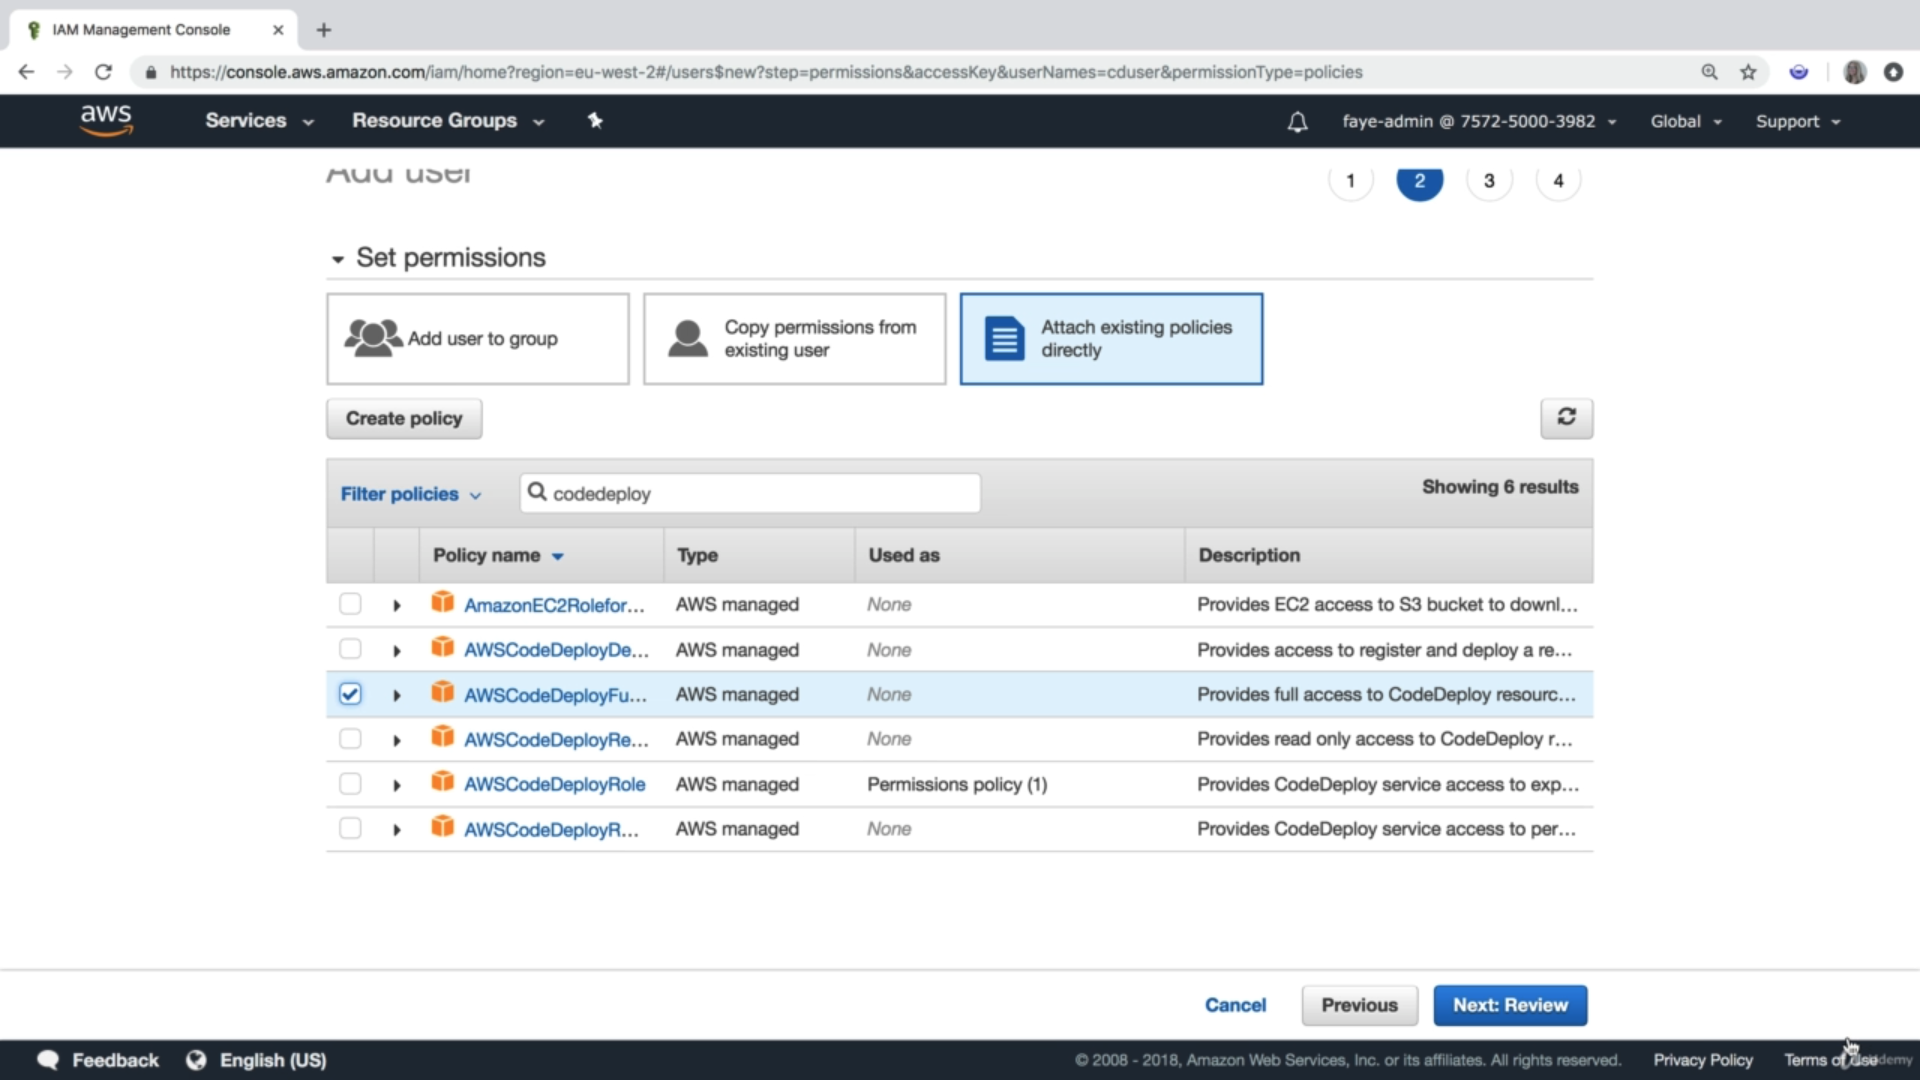 IAM Management Console
https://console.aws.amazon.com/iam/home?region=eu-west-2#/users$new?step=permissions&accessKey&userNames=cduser&permissionType=policies
aws
Services
Resource Groups
faye-admin @ 7572-5000-3982
Global
Support
Add user
1
2
3
4
Set permissions
Add user to group
Copy permissions from
existing user
Attach existing policies
directly
Create policy
Filter policies
codedeploy
Showing 6 results
Policy name
Type
Used as
Description
AmazonEC2Rolefor... AWS managed None Provides EC2 access to S3 bucket to downl...
AWSCodeDeployDe... AWS managed None Provides access to register and deploy a re...
AWSCodeDeployFu... AWS managed None Provides full access to CodeDeploy resourc...
AWSCodeDeployRe... AWS managed None Provides read only access to CodeDeploy r...
AWSCodeDeployRole AWS managed Permissions policy (1) Provides CodeDeploy service access to exp...
AWSCodeDeployR... AWS managed None Provides CodeDeploy service access to per...
Cancel
Previous
Next: Review
Feedback
English (US)
© 2008 - 2018, Amazon Web Services, Inc. or its affiliates. All rights reserved.
Privacy Policy
Terms of Use